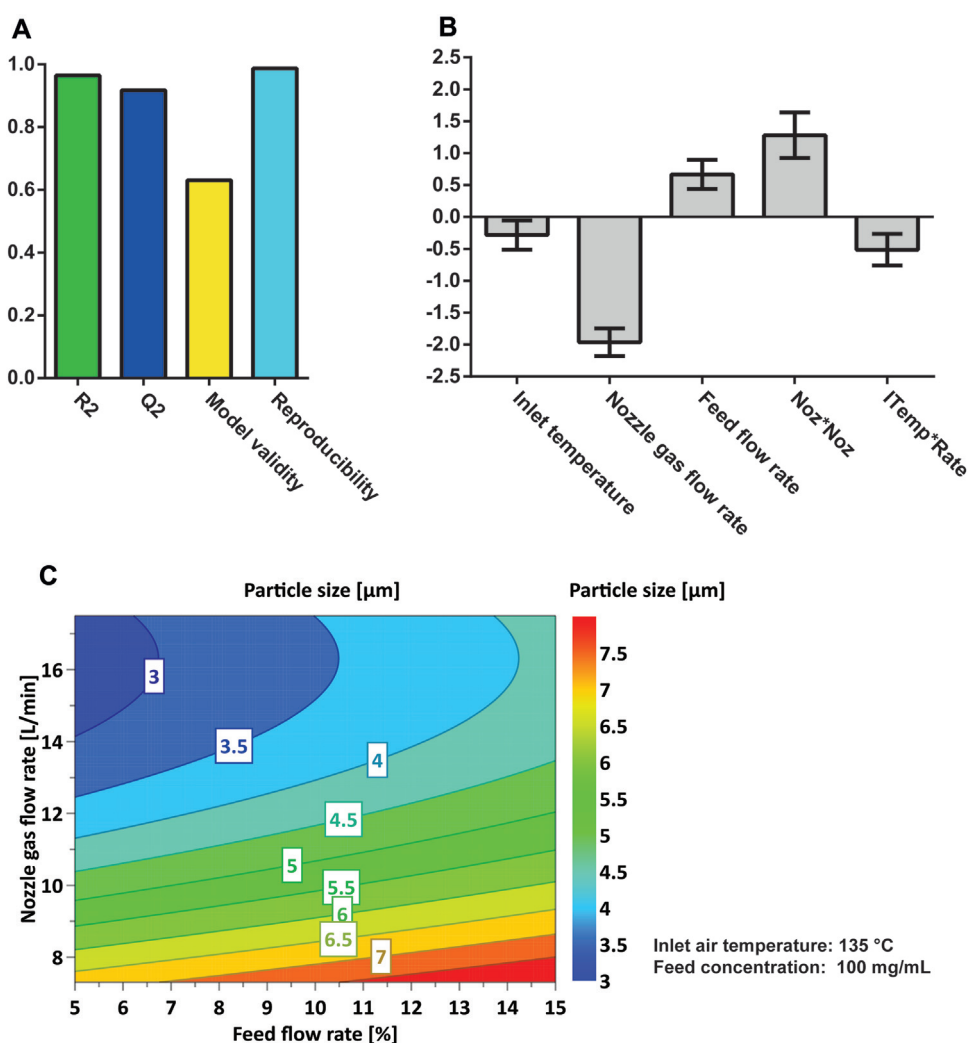 A
1.0
0.8
0.6
0.4
0.2
0.0
R2
Q2
Model validity
Reproducibility
B
2.5
2.0
1.5
1.0
0.5
0.0
-0.5
-1.0
-1.5
-2.0
-2.5
Inlet temperature
Nozzle gas flow rate
Feed flow rate
Noz*Noz
ITemp*Rate
C
Particle size [µm]
Nozzle gas flow rate [L/min]
16
14
12
10
8
3
3.5
4
4.5
5
5.5
6
6.5
7
5 6 7 8 9 10 11 12 13 14 15
Feed flow rate [%]
Particle size [µm]
7.5
7
6.5
6
5.5
5
4.5
4
3.5
3
Inlet air temperature: 135 °C
Feed concentration: 100 mg/mL